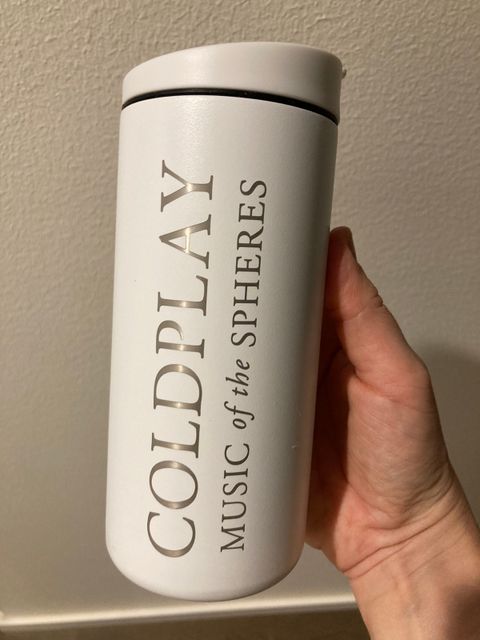 COLDPLAY
MUSIC of the SPHERES